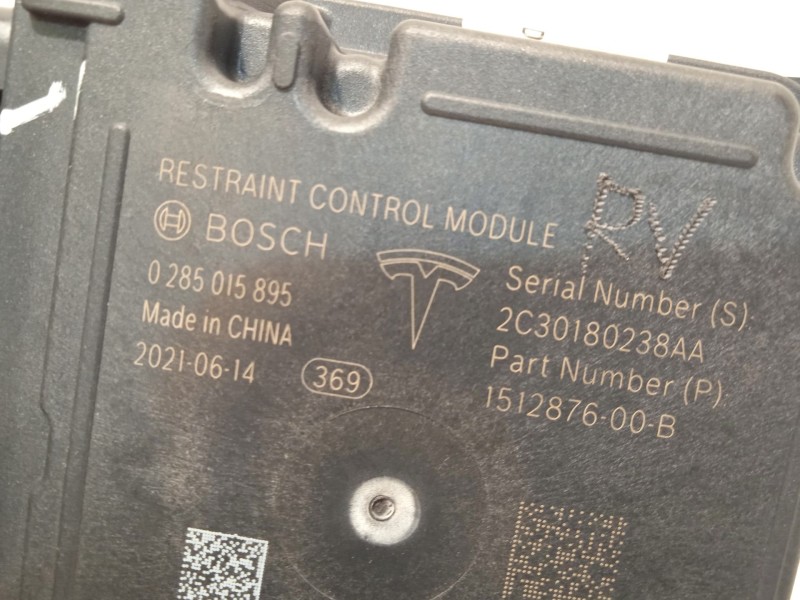 RESTRAINT CONTROL MODULE
BOSCH
0 285 015 895
Made in CHINA
2021-06-14
369
RV
Serial Number (S)
2C30180238AA
Part Number (P)
1512876-00-B